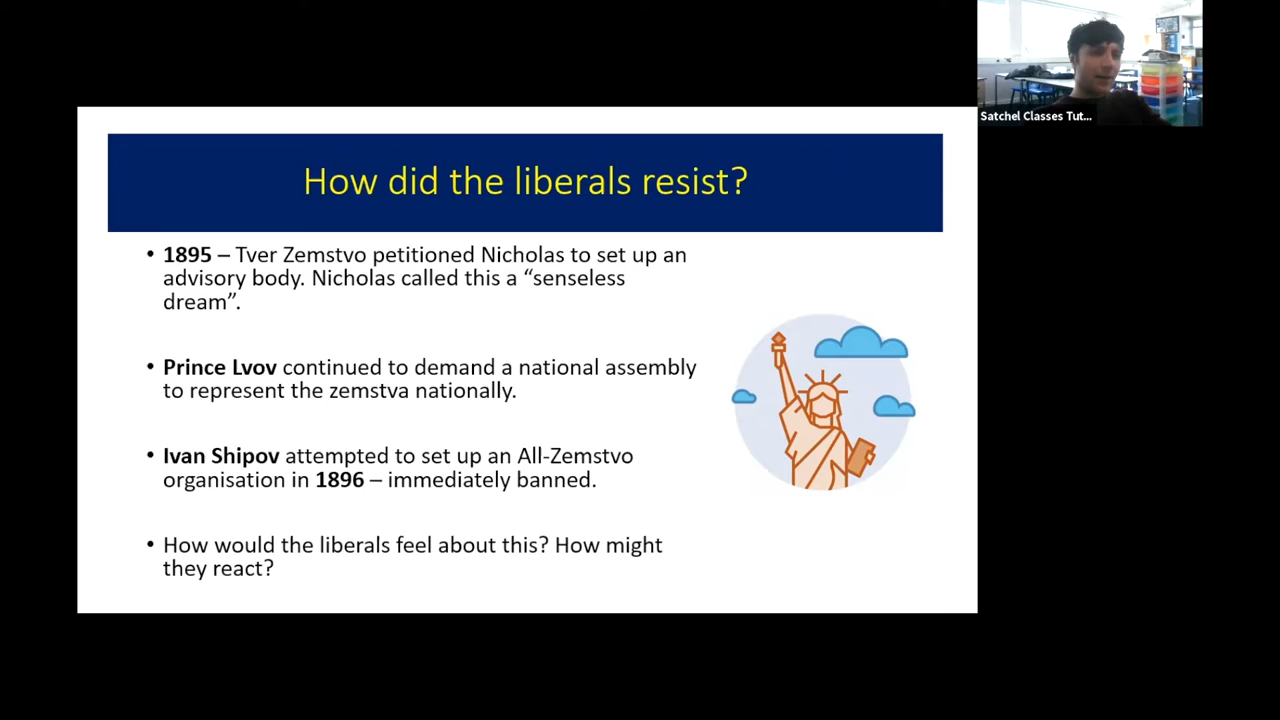 How did the liberals resist?
• 1895 – Tver Zemstvo petitioned Nicholas to set up an
advisory body. Nicholas called this a “senseless
dream”.
• Prince Lvov continued to demand a national assembly
to represent the zemstva nationally.
• Ivan Shipov attempted to set up an All-Zemstvo
organisation in 1896 – immediately banned.
• How would the liberals feel about this? How might
they react?
Satchel Classes Tut...